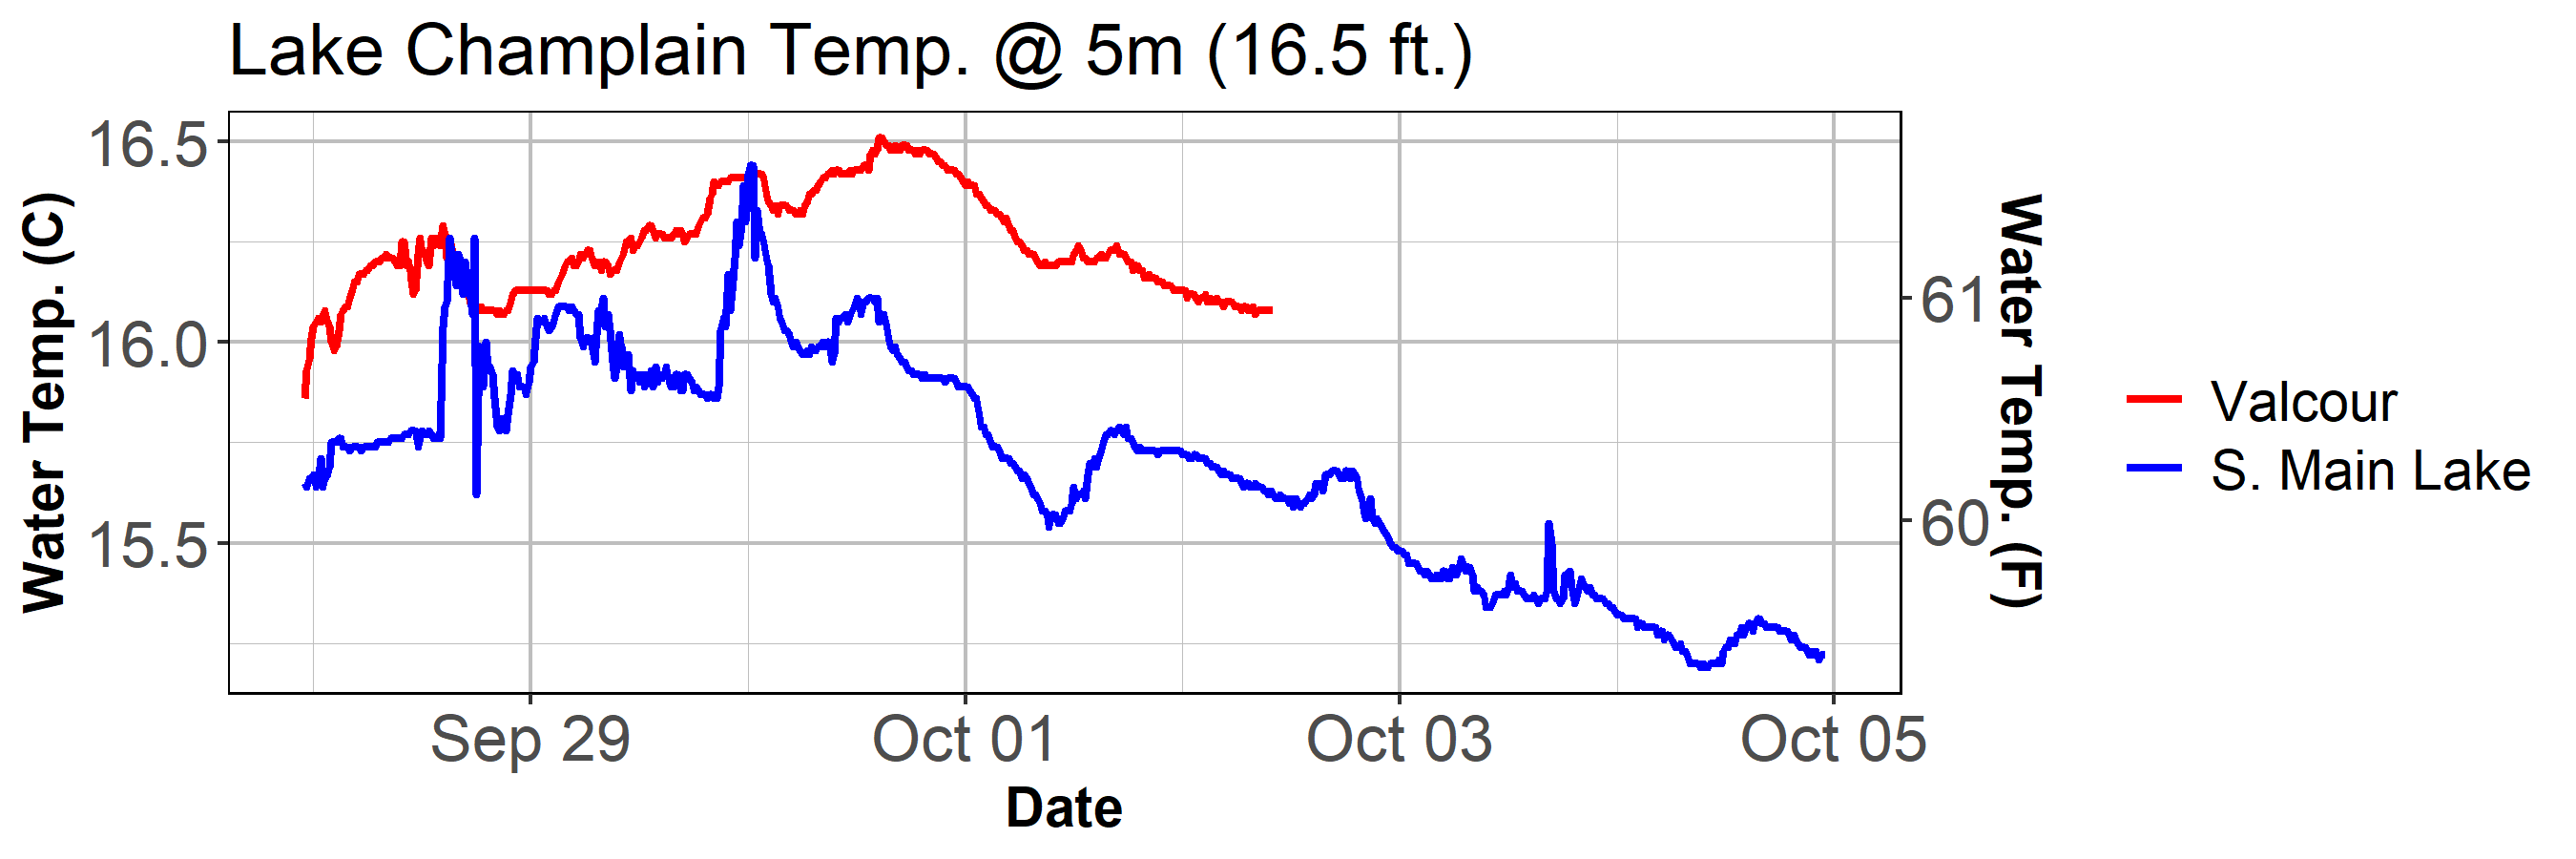 Lake Champlain Temp. @ 5m (16.5 ft.)
Water Temp. (C)
16.5
16.0
15.5
61
60
Water Temp. (F)
Sep 29
Oct 01
Oct 03
Oct 05
Date
Valcour
S. Main Lake